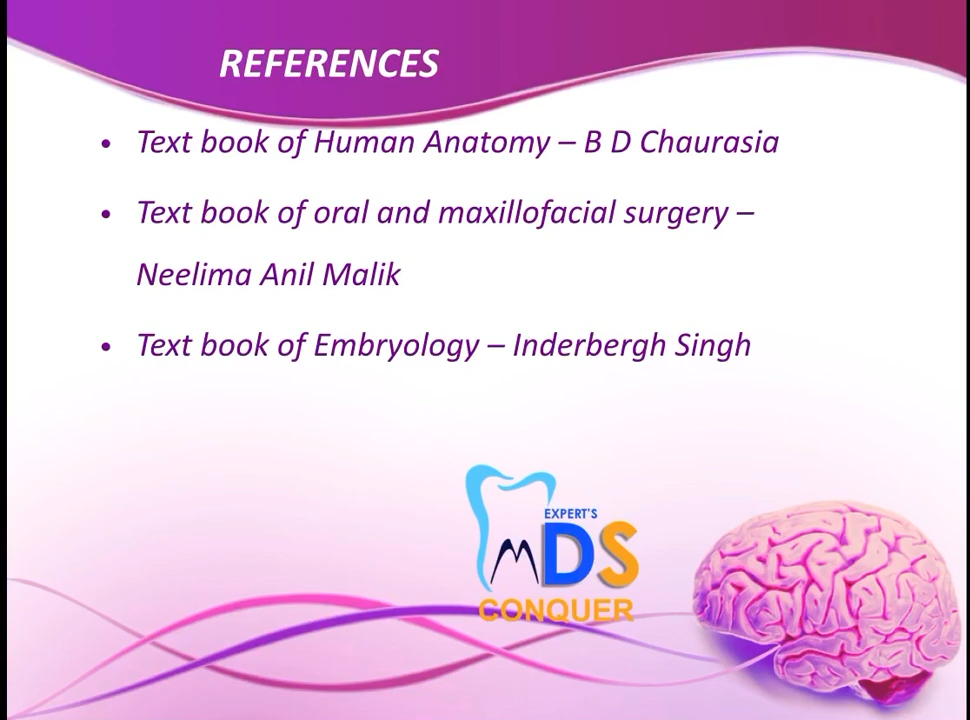 REFERENCES
• Text book of Human Anatomy – B D Chaurasia
• Text book of oral and maxillofacial surgery –
Neelima Anil Malik
• Text book of Embryology – Inderbergh Singh
EXPERT'S
MDS
CONQUER